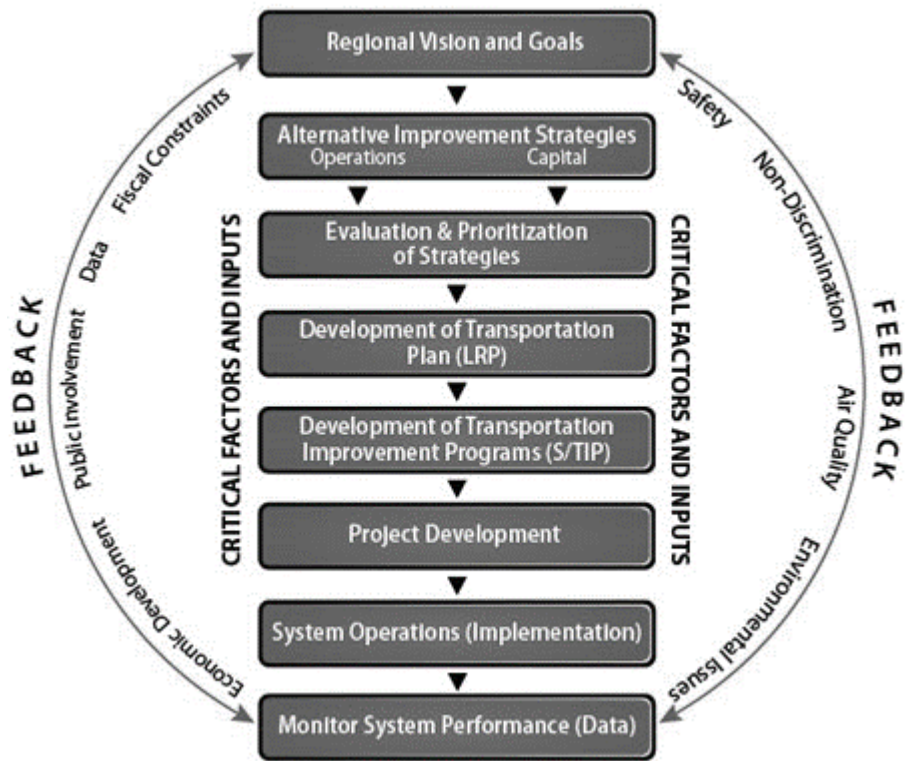 Regional Vision and Goals
Alternative Improvement Strategies
Operations Capital
Evaluation & Prioritization
of Strategies
Development of Transportation
Plan (LRP)
Development of Transportation
Improvement Programs (S/TIP)
Project Development
System Operations (Implementation)
Monitor System Performance (Data)
CRITICAL FACTORS AND INPUTS
CRITICAL FACTORS AND INPUTS
FEEDBACK
Fiscal Constraints
Data
Public Involvement
Economic Development
Safety
Non-Discrimination
Air Quality
Environmental Issues
FEEDBACK